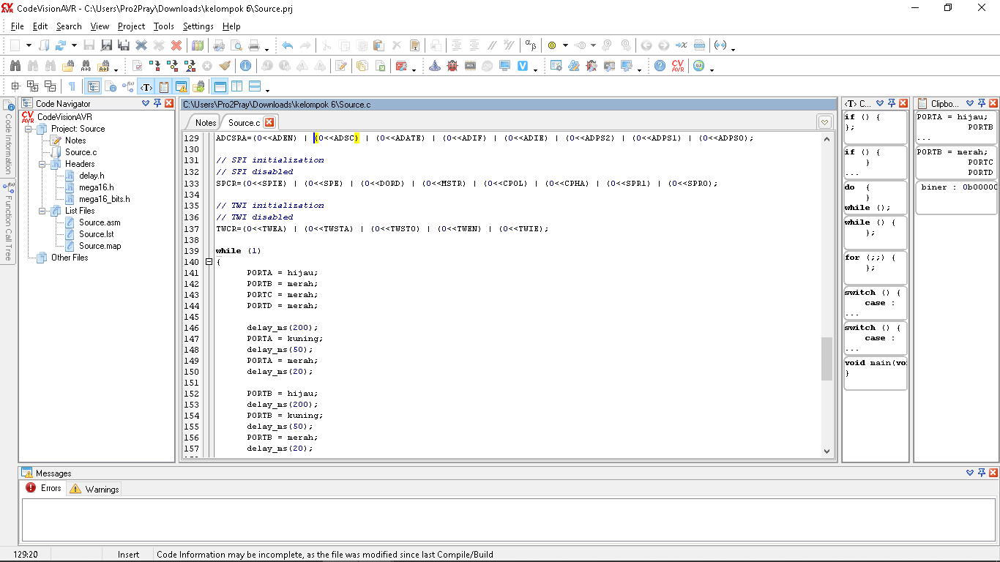 CodeVisionAVR - C:\Users\Pro2Pray\Downloads\kelompok 6\Source.prj
File Edit Search View Project Tools Settings Help
Code Navigator
CodeVisionAVR
Project: Source
Notes
Source.c
Headers
delay.h
mega16.h
mega16_bits.h
List Files
Source.asm
Source.lst
Source.map
Other Files
Code Information
Function Call Tree
C:\Users\Pro2Pray\Downloads\kelompok 6\Source.c
Notes Source.c
129 ADCSRA=(0<<ADEN) | (0<<ADSC) | (0<<ADATE) | (0<<ADIF) | (0<<ADIE) | (0<<ADPS2) | (0<<ADPS1) | (0<<ADPS0);
130
131 // SPI initialization
132 // SPI disabled
133 SPCR=(0<<SPIE) | (0<<SPE) | (0<<DORD) | (0<<MSTR) | (0<<CPOL) | (0<<CPHA) | (0<<SPR1) | (0<<SPR0);
134
135 // TWI initialization
136 // TWI disabled
137 TWCR=(0<<TWEA) | (0<<TWSTA) | (0<<TWSTO) | (0<<TWEN) | (0<<TWIE);
138
139 while (1)
140 {
141 PORTA = hijau;
142 PORTB = merah;
143 PORTC = merah;
144 PORTD = merah;
145
146 delay_ms(200);
147 PORTA = kuning;
148 delay_ms(50);
149 PORTA = merah;
150 delay_ms(20);
151
152 PORTB = hijau;
153 delay_ms(200);
154 PORTB = kuning;
155 delay_ms(50);
156 PORTB = merah;
157 delay_ms(20);
<T> C...
if () {
};
if () {
}
...
do {
}
while ();
while () {
};
for (;;) {
};
switch () {
case :
...
switch () {
case :
...
void main(vo
}
Clipbo...
PORTA = hijau;
PORTB
...
PORTB = merah;
PORTC
PORTD
biner : 0b00000
Messages
Errors Warnings
129:20 Insert Code Information may be incomplete, as the file was modified since last Compile/Build